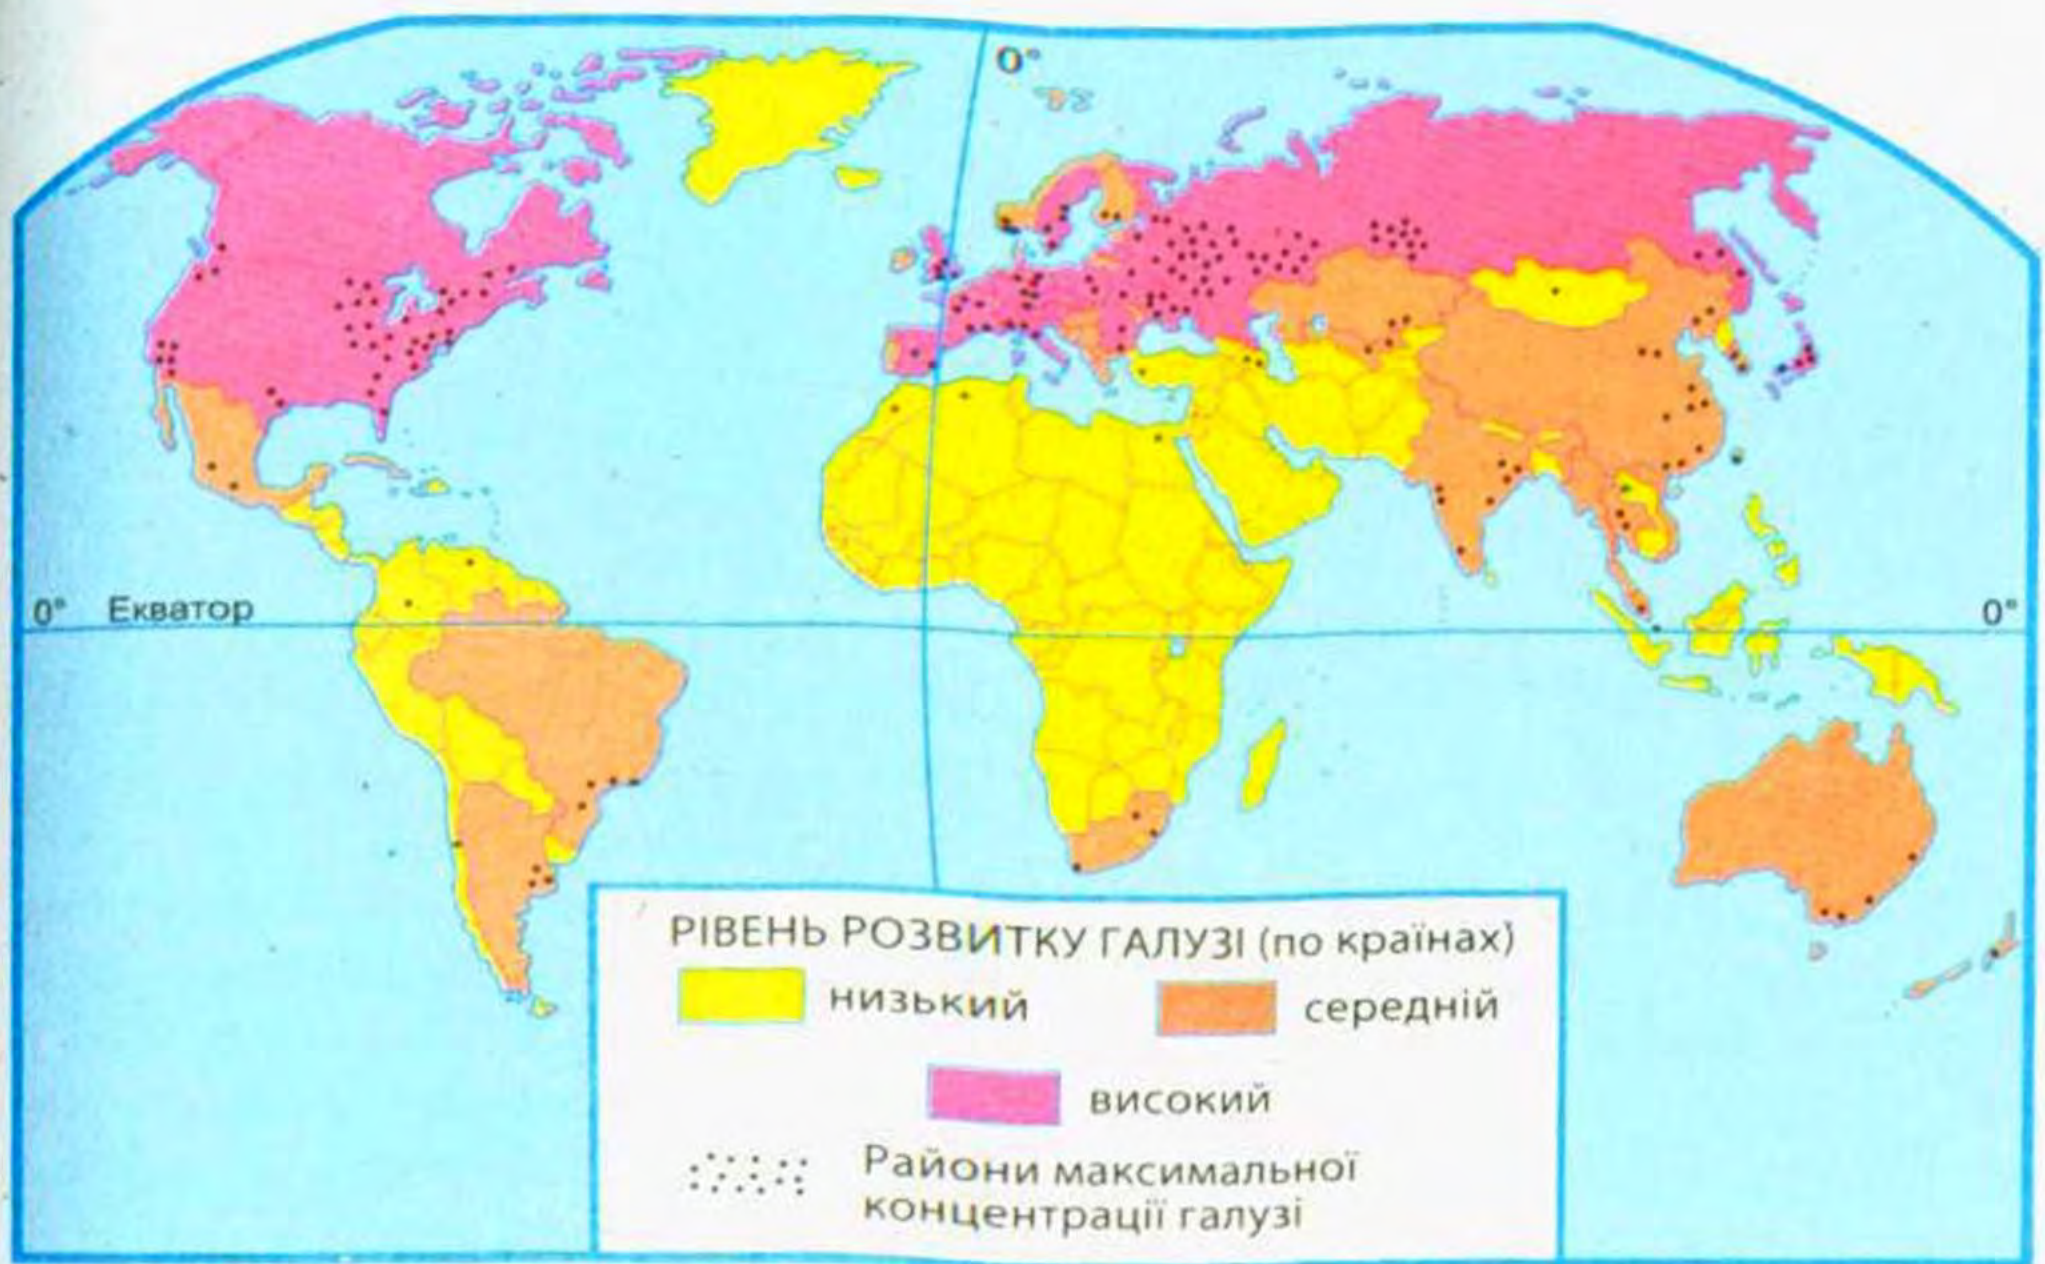 0°
0° Екватор
0°
РІВЕНЬ РОЗВИТКУ ГАЛУЗІ (по країнах)
низький
середній
високий
Райони максимальної
концентрації галузі